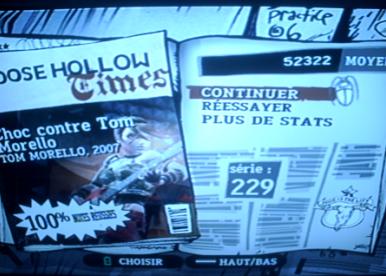 practice
06
OOSE HOLLOW
Times
52322 MOYE
CONTINUER
RÉESSAYER
PLUS DE STATS
Choc contre Tom
Morello
TOM MORELLO, 2007
série :
229
100%
CHOISIR
HAUT/BAS